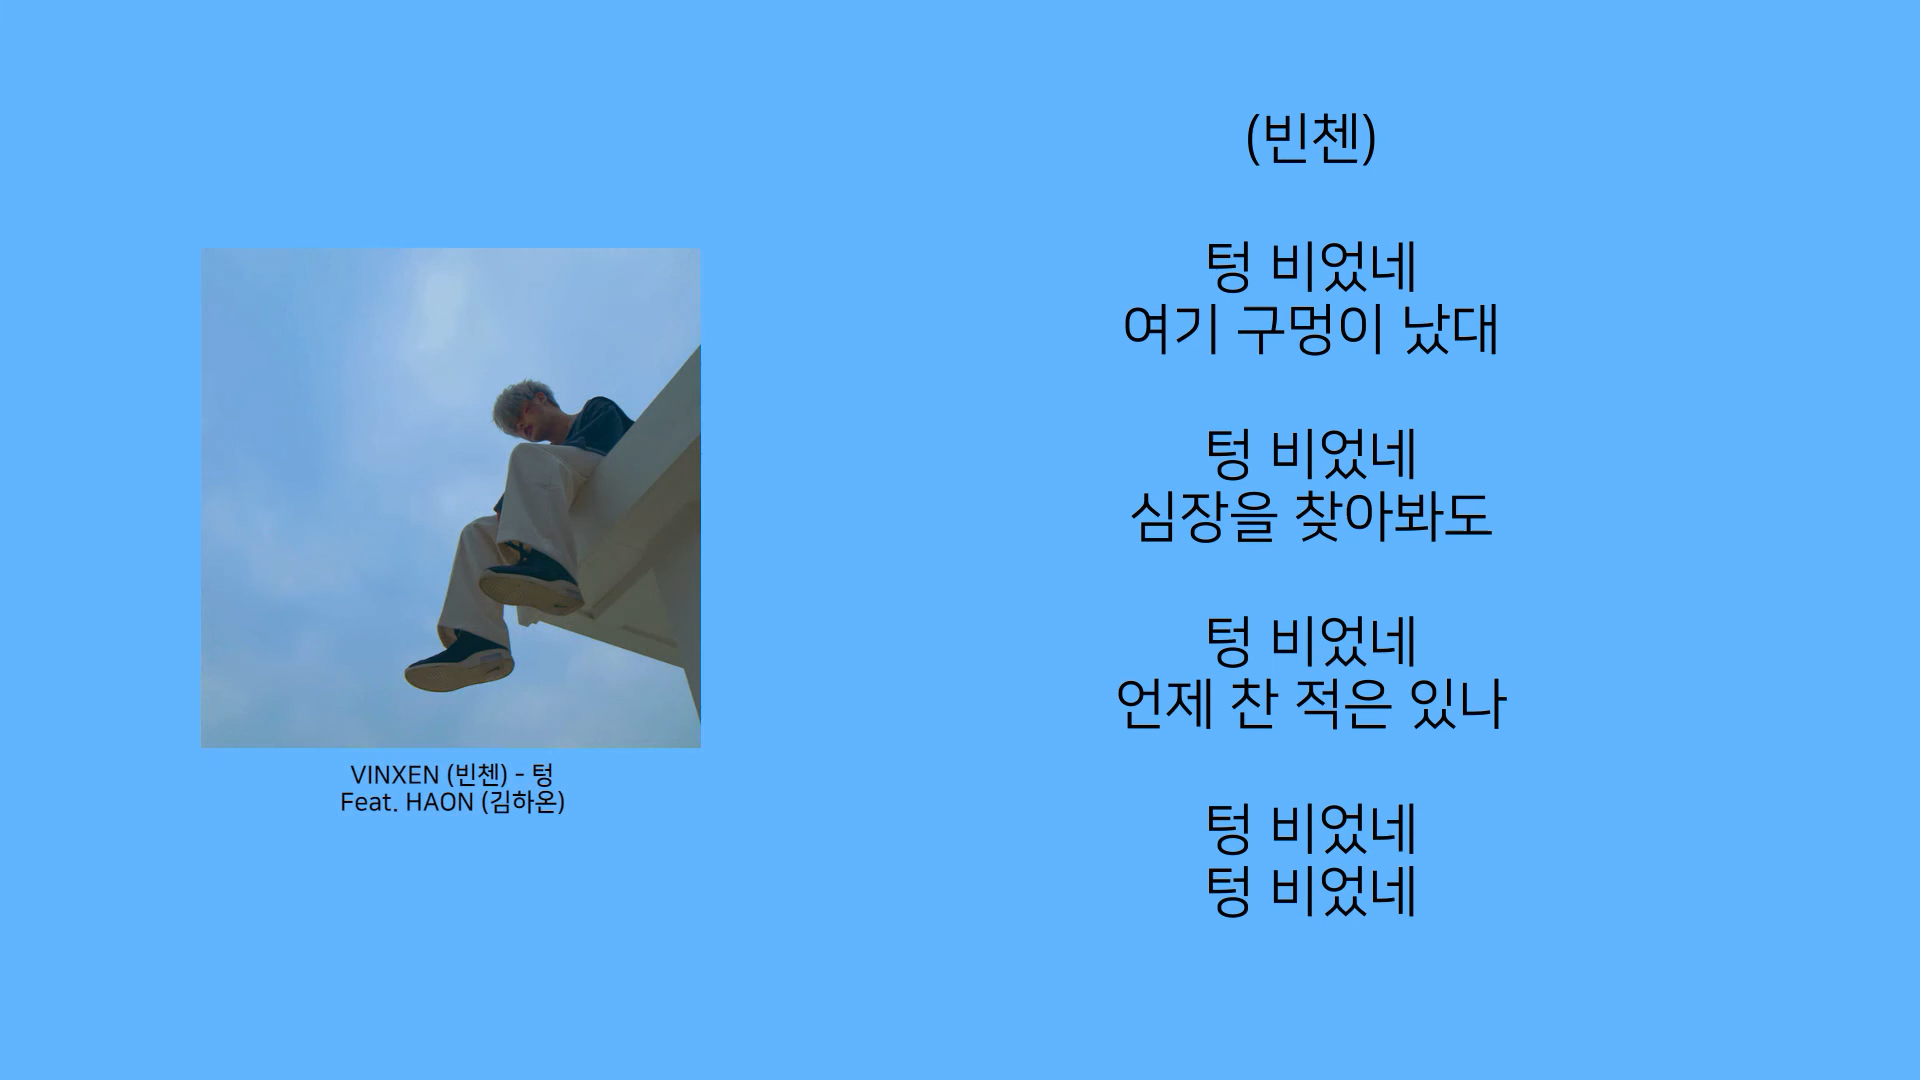 (빈첸)
텅 비었네
여기 구멍이 났대
텅 비었네
심장을 찾아봐도
텅 비었네
언제 찬 적은 있나
텅 비었네
텅 비었네
VINXEN (빈첸) - 텅
Feat. HAON (김하온)